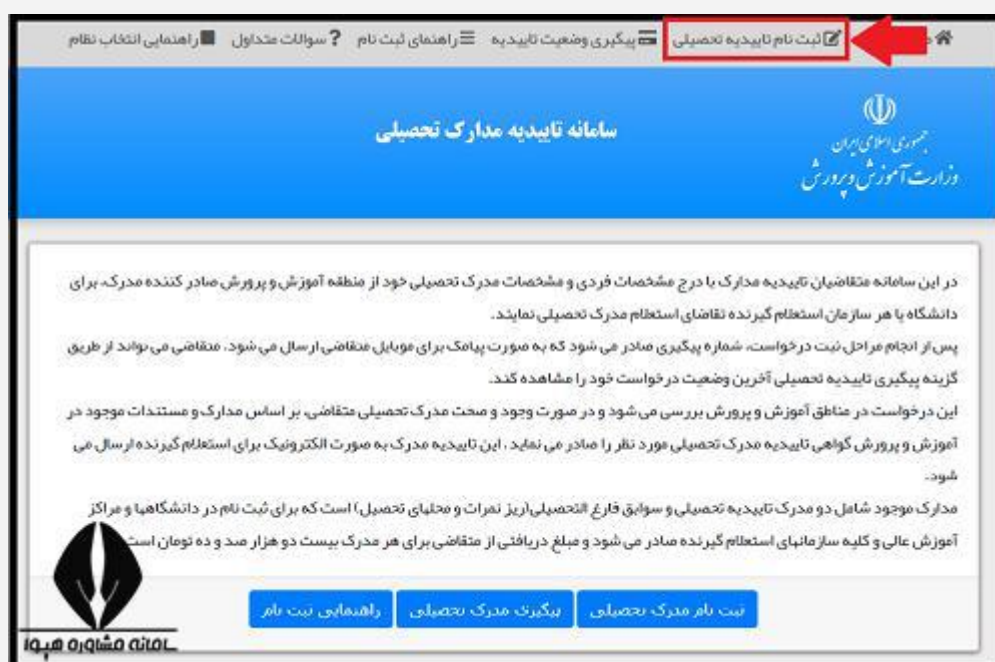 ثبت نام تاییدیه تحصیلی پیگیری وضعیت تاییدیه راهنمای ثبت نام ? سوالات متداول راهنمایی انتخاب نظام
جمهوری اسلامی ایران
وزارت آموزش و پرورش
سامانه تاییدیه مدارک تحصیلی
در این سامانه متقاضیان تاییدیه مدارک با درج مشخصات فردی و مشخصات مدرک تحصیلی خود از منطقه آموزش و پرورش صادر کننده مدرک، برای
دانشگاه یا هر سازمان استعلام گیرنده تقاضای استعلام مدرک تحصیلی نمایند.
پس از انجام مراحل ثبت درخواست، شماره پیگیری صادر می شود که به صورت پیامک برای موبایل متقاضی ارسال می شود. متقاضی می تواند از طریق
گزینه پیگیری تاییدیه تحصیلی آخرین وضعیت درخواست خود را مشاهده کند.
این درخواست در مناطق آموزش و پرورش بررسی می شود و در صورت وجود و صحت مدرک تحصیلی متقاضی، بر اساس مدارک و مستندات موجود در
آموزش و پرورش گواهی تاییدیه مدرک تحصیلی مورد نظر را صادر می نماید . این تاییدیه مدرک به صورت الکترونیک برای استعلام گیرنده ارسال می
شود.
مدارک موجود شامل دو مدرک تاییدیه تحصیلی و سوابق فارغ التحصیلی(ریز نمرات و محلهای تحصیل) است که برای ثبت نام در دانشگاهها و مراکز
آموزش عالی و کلیه سازمانهای استعلام گیرنده صادر می شود و مبلغ دریافتی از متقاضی برای هر مدرک بیست دو هزار صد و ده تومان است
ثبت نام مدرک تحصیلی پیگیری مدرک تحصیلی راهنمایی ثبت نام
سامانه مشاوره هیوا